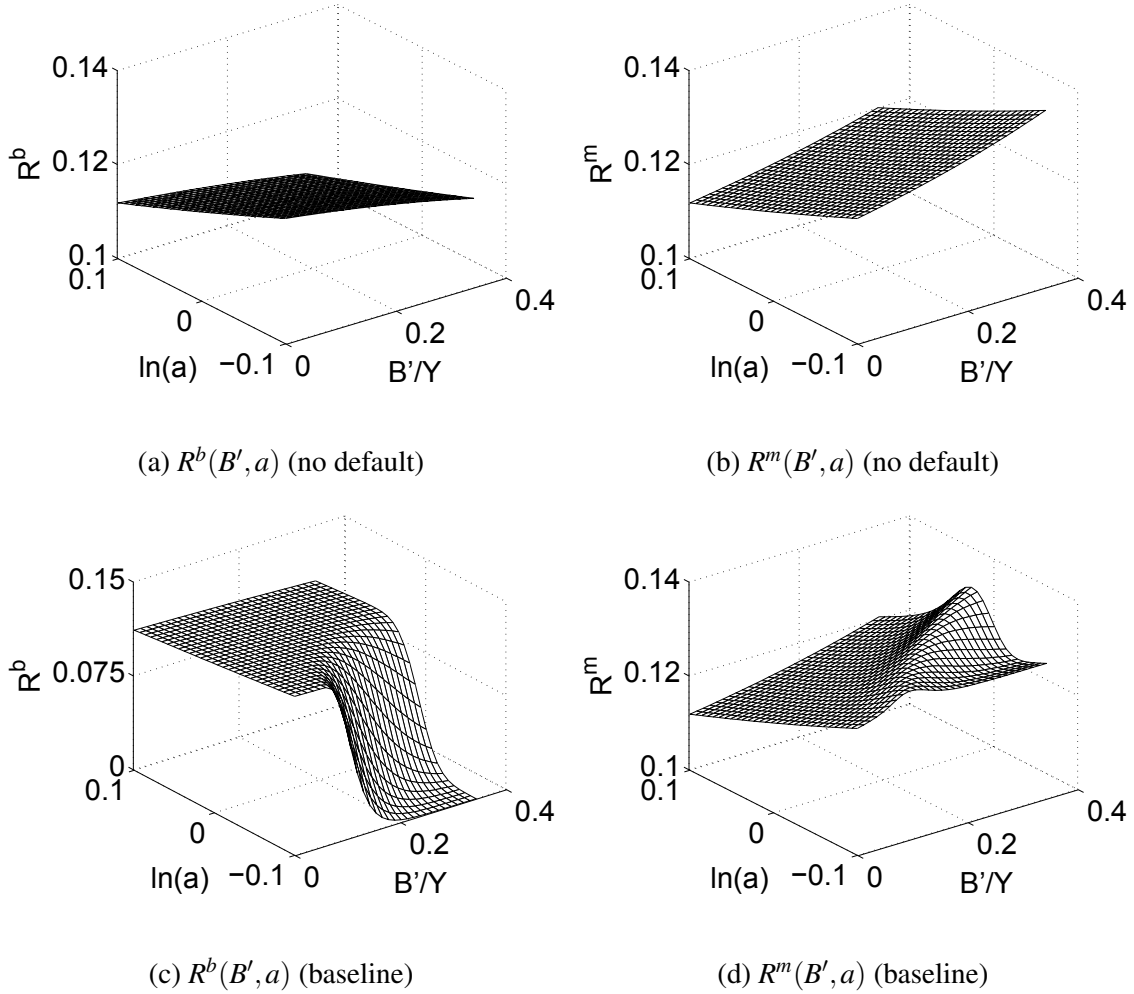 0.14
0.12
0.1
R^b
0.1
0
−0.1
ln(a)
0
0.2
0.4
B'/Y
(a) R^b(B′,a) (no default)
0.14
0.12
0.1
R^m
0.1
0
−0.1
ln(a)
0
0.2
0.4
B'/Y
(b) R^m(B′,a) (no default)
0.15
0.075
0
R^b
0.1
0
−0.1
ln(a)
0
0.2
0.4
B'/Y
(c) R^b(B′,a) (baseline)
0.14
0.12
0.1
R^m
0.1
0
−0.1
ln(a)
0
0.2
0.4
B'/Y
(d) R^m(B′,a) (baseline)